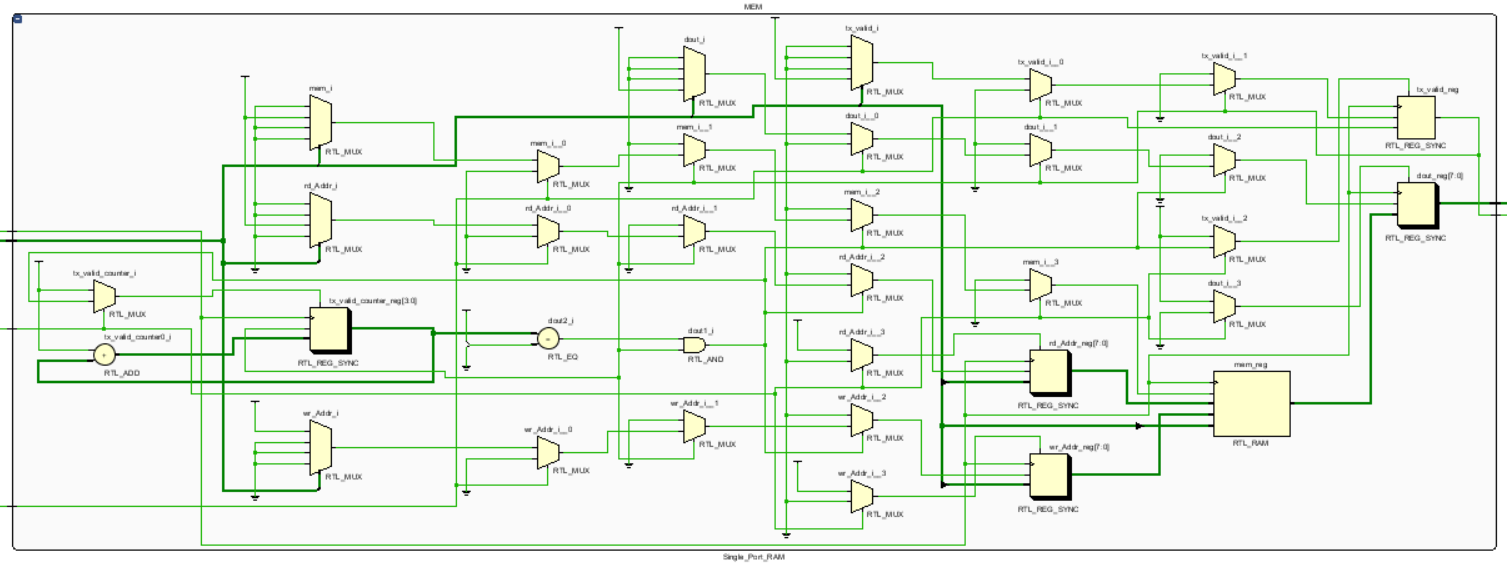 MEM
tx_valid_i
dout_i
tx_valid_i__1
tx_valid_i__0
mem_i
RTL_MUX
RTL_MUX
RTL_MUX
RTL_MUX
tx_valid_reg
RTL_MUX
dout_i__0
mem_i__1
dout_i__1
dout_i__2
mem_i__0
RTL_MUX
RTL_REG_SYNC
RTL_MUX
RTL_MUX
RTL_MUX
RTL_MUX
RTL_MUX
rd_Addr_i
dout_reg[7:0]
mem_i__2
rd_Addr_i__0
rd_Addr_i__1
tx_valid_i__2
RTL_MUX
RTL_REG_SYNC
RTL_MUX
RTL_MUX
RTL_MUX
RTL_MUX
rd_Addr_i__2
mem_i__3
tx_valid_counter_i
dout_i__3
tx_valid_counter_reg[3:0]
RTL_MUX
RTL_MUX
RTL_MUX
RTL_MUX
dout2_i
dout1_i
rd_Addr_i__3
tx_valid_counter0_i
+
=
rd_Addr_reg[7:0]
RTL_EQ
RTL_AND
RTL_REG_SYNC
RTL_MUX
mem_reg
RTL_ADD
wr_Addr_i__2
wr_Addr_i__1
RTL_REG_SYNC
wr_Addr_i
wr_Addr_i__0
RTL_MUX
RTL_MUX
RTL_RAM
wr_Addr_reg[7:0]
RTL_MUX
RTL_MUX
wr_Addr_i__3
RTL_REG_SYNC
RTL_MUX
Single_Port_RAM